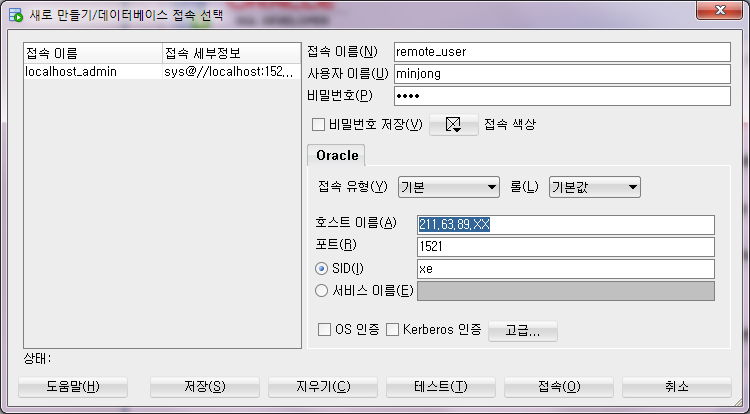 새로 만들기/데이터베이스 접속 선택
접속 이름 접속 세부정보
localhost_admin sys@//localhost:152...
접속 이름(N) remote_user
사용자 이름(U) minjong
비밀번호(P) ••••
비밀번호 저장(V) 접속 색상
Oracle
접속 유형(Y) 기본 롤(L) 기본값
호스트 이름(A) 211.63.89.XX
포트(R) 1521
SID(I) xe
서비스 이름(E)
OS 인증 Kerberos 인증 고급...
상태:
도움말(H) 저장(S) 지우기(C) 테스트(T) 접속(O) 취소